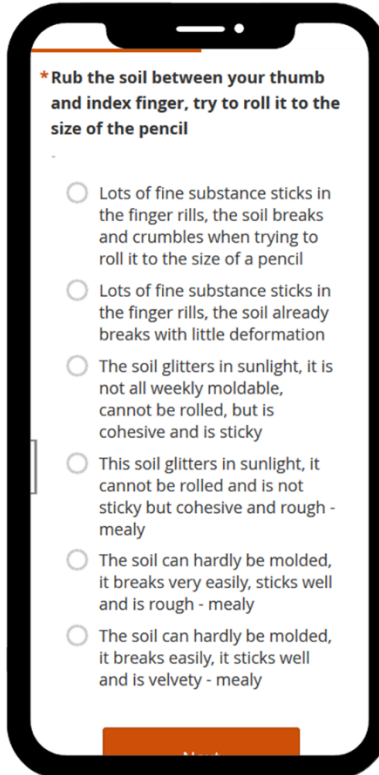 *Rub the soil between your thumb
and index finger, try to roll it to the
size of the pencil
-
Lots of fine substance sticks in
the finger rills, the soil breaks
and crumbles when trying to
roll it to the size of a pencil
Lots of fine substance sticks in
the finger rills, the soil already
breaks with little deformation
The soil glitters in sunlight, it is
not all weekly moldable,
cannot be rolled, but is
cohesive and is sticky
This soil glitters in sunlight, it
cannot be rolled and is not
sticky but cohesive and rough -
mealy
The soil can hardly be molded,
it breaks very easily, sticks well
and is rough - mealy
The soil can hardly be molded,
it breaks easily, it sticks well
and is velvety - mealy